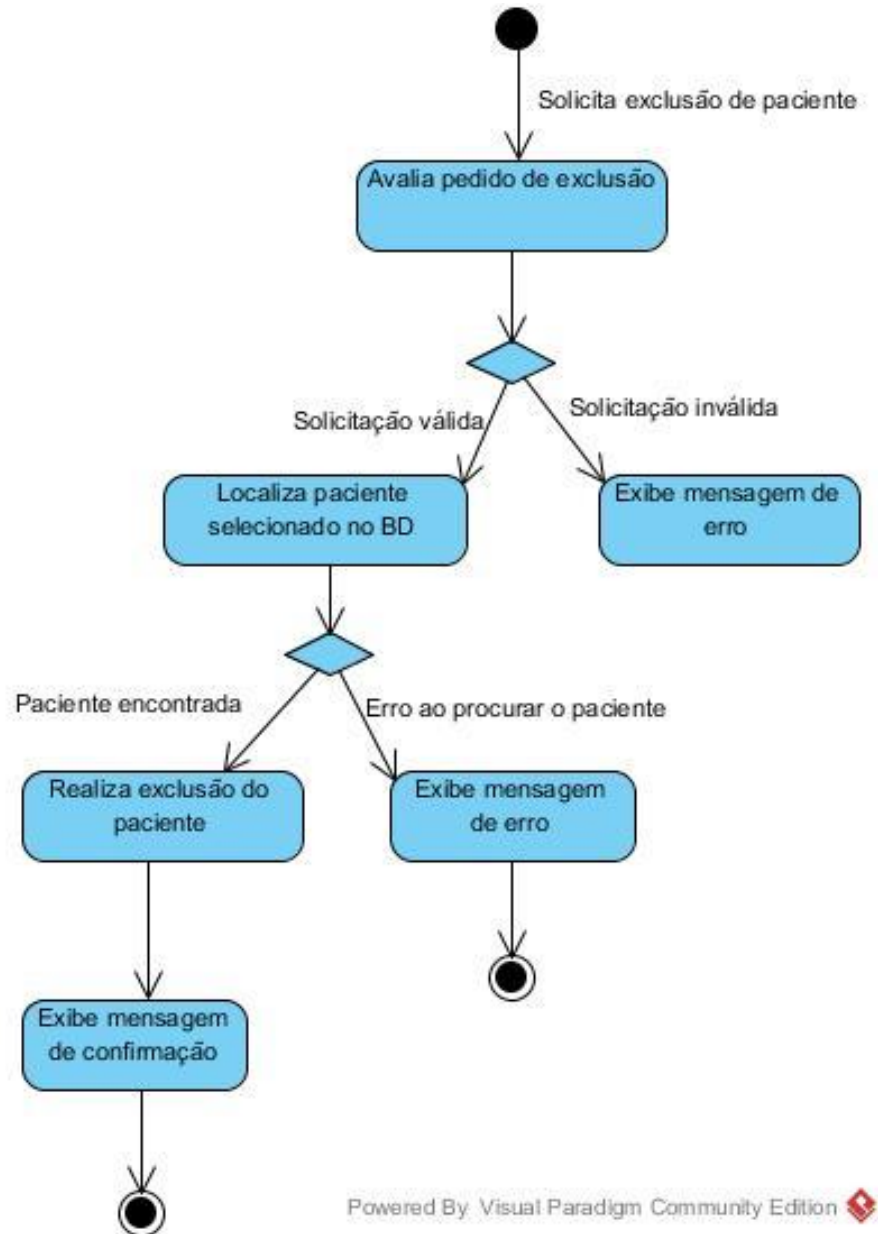 Solicita exclusão de paciente
Avalia pedido de exclusão
Solicitação válida
Solicitação inválida
Localiza paciente
selecionado no BD
Exibe mensagem de
erro
Paciente encontrada
Erro ao procurar o paciente
Realiza exclusão do
paciente
Exibe mensagem
de erro
Exibe mensagem
de confirmação
Powered By Visual Paradigm Community Edition